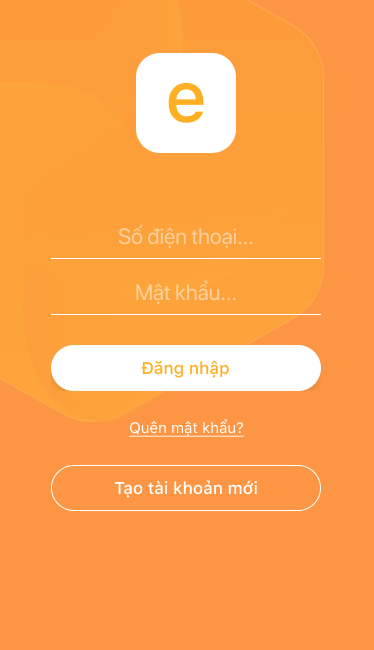 e
Số điện thoại...
Mật khẩu...
Đăng nhập
Quên mật khẩu?
Tạo tài khoản mới